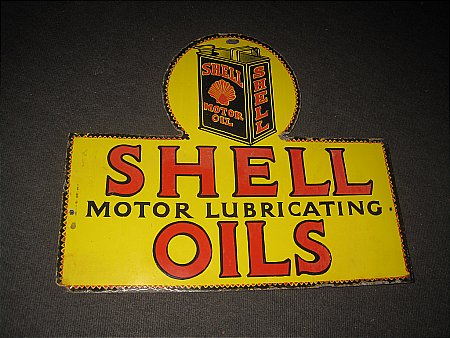 SHELL
MOTOR
OIL
SHELL
SHELL
MOTOR LUBRICATING
OILS